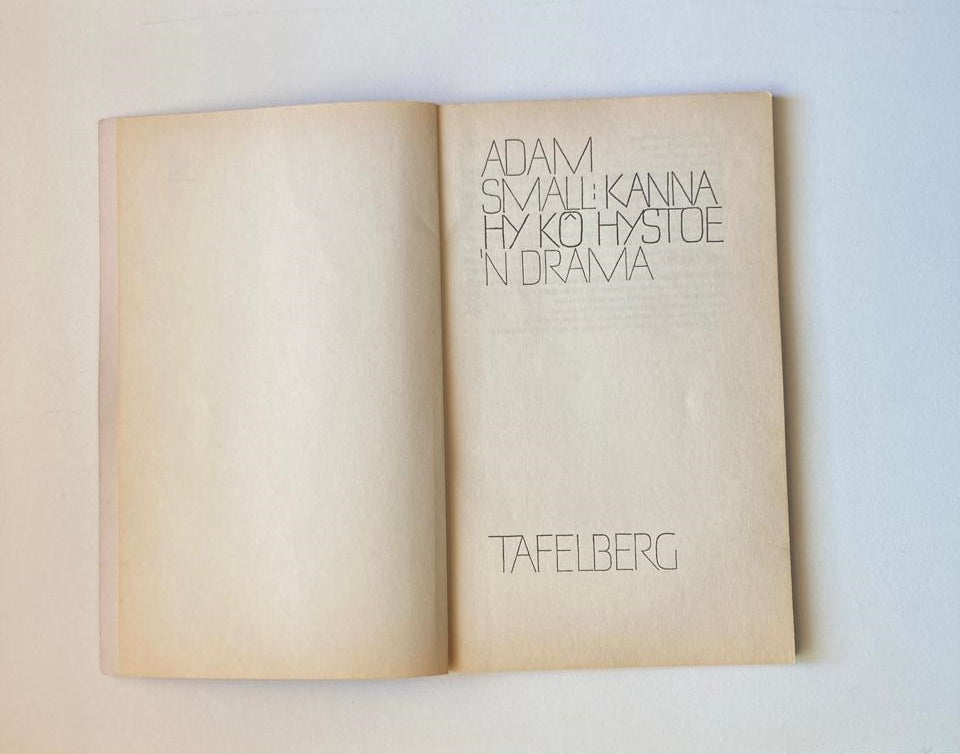 ADAM
SMALL: KANNA
HY KÔ HYSTOE
'N DRAMA
TAFELBERG